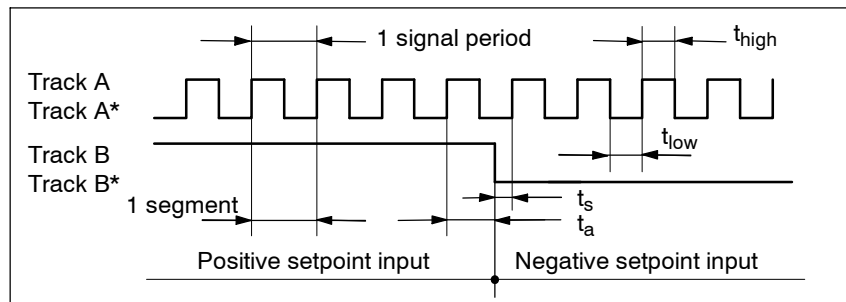 1 signal period
t_high
Track A
Track A*
t_low
Track B
Track B*
t_s
1 segment
t_a
Positive setpoint input
Negative setpoint input